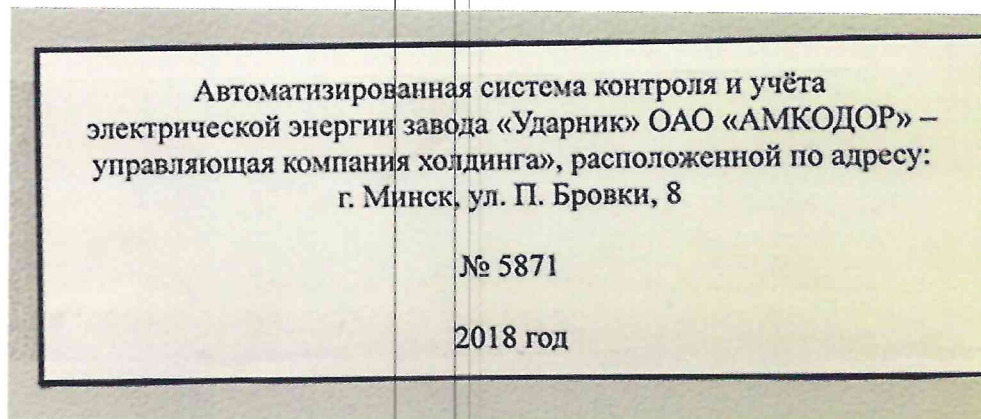 Автоматизированная система контроля и учёта
электрической энергии завода «Ударник» ОАО «АМКОДОР» –
управляющая компания холдинга», расположенной по адресу:
г. Минск, ул. П. Бровки, 8
№ 5871
2018 год